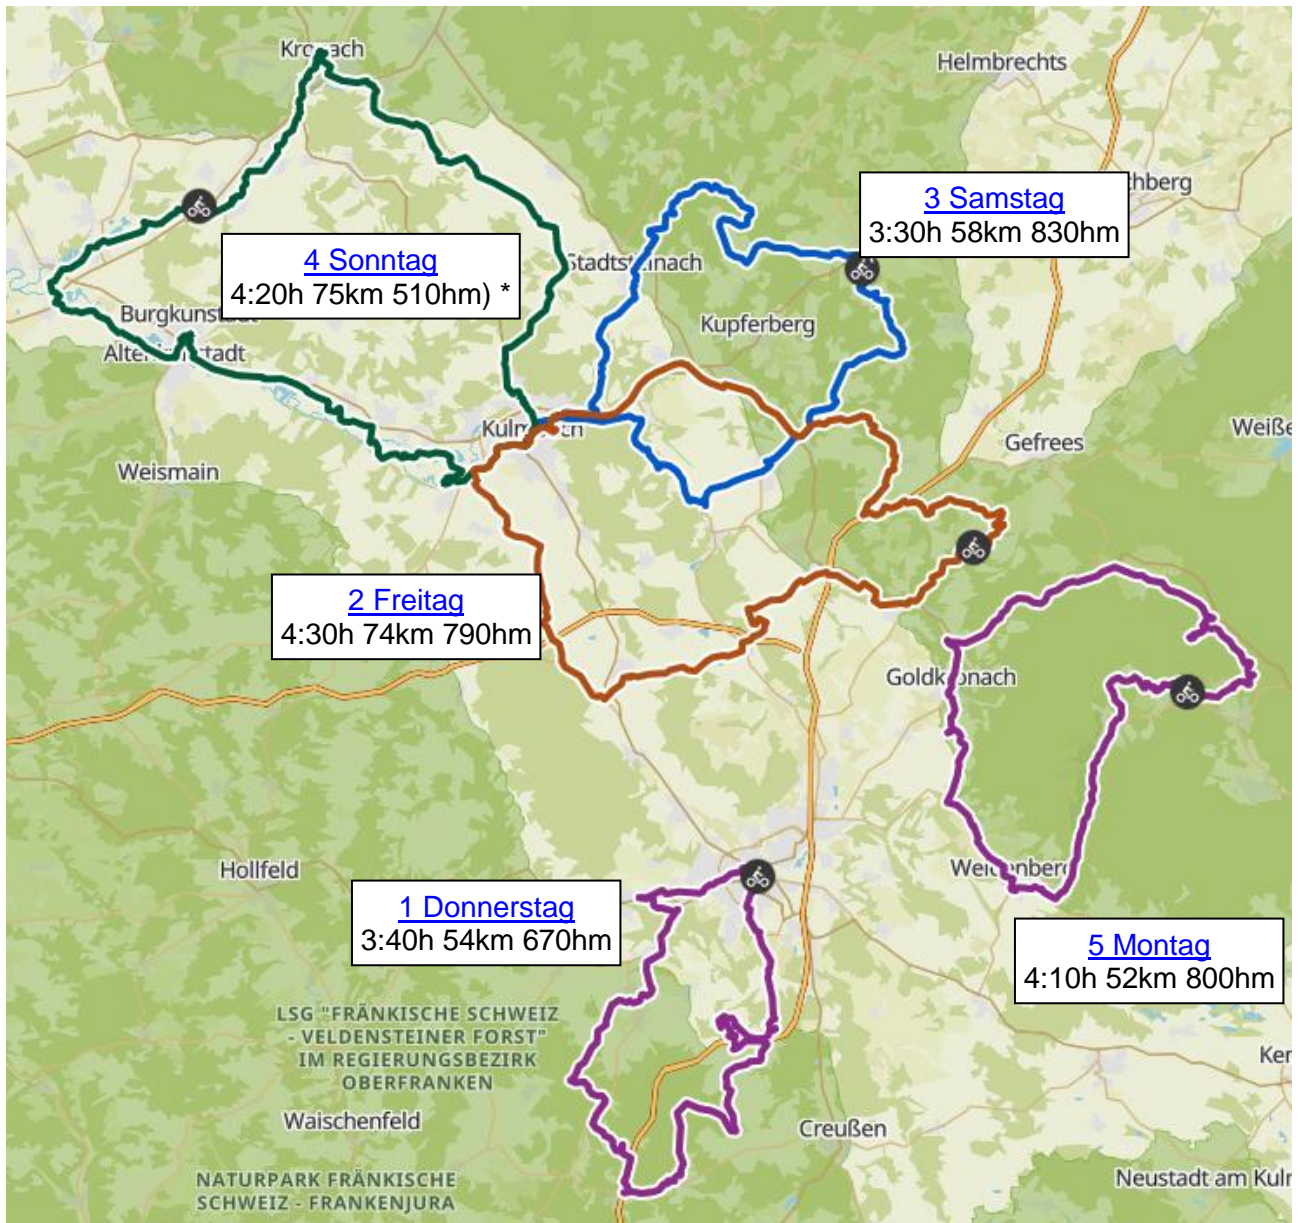 Kronach
Helmbrechts
3 Samstag
3:30h 58km 830hm
chberg
4 Sonntag
4:20h 75km 510hm) *
Stadtsteinach
Burgkunstadt
Altenkunstadt
Kupferberg
Kulmbach
Gefrees
Weiße
Weismain
2 Freitag
4:30h 74km 790hm
Goldkronach
Hollfeld
Weidenberg
1 Donnerstag
3:40h 54km 670hm
5 Montag
4:10h 52km 800hm
LSG "FRÄNKISCHE SCHWEIZ
- VELDENSTEINER FORST"
IM REGIERUNGSBEZIRK
OBERFRANKEN
Ker
Waischenfeld
Creußen
NATURPARK FRÄNKISCHE
SCHWEIZ - FRANKENJURA
Neustadt am Kulm